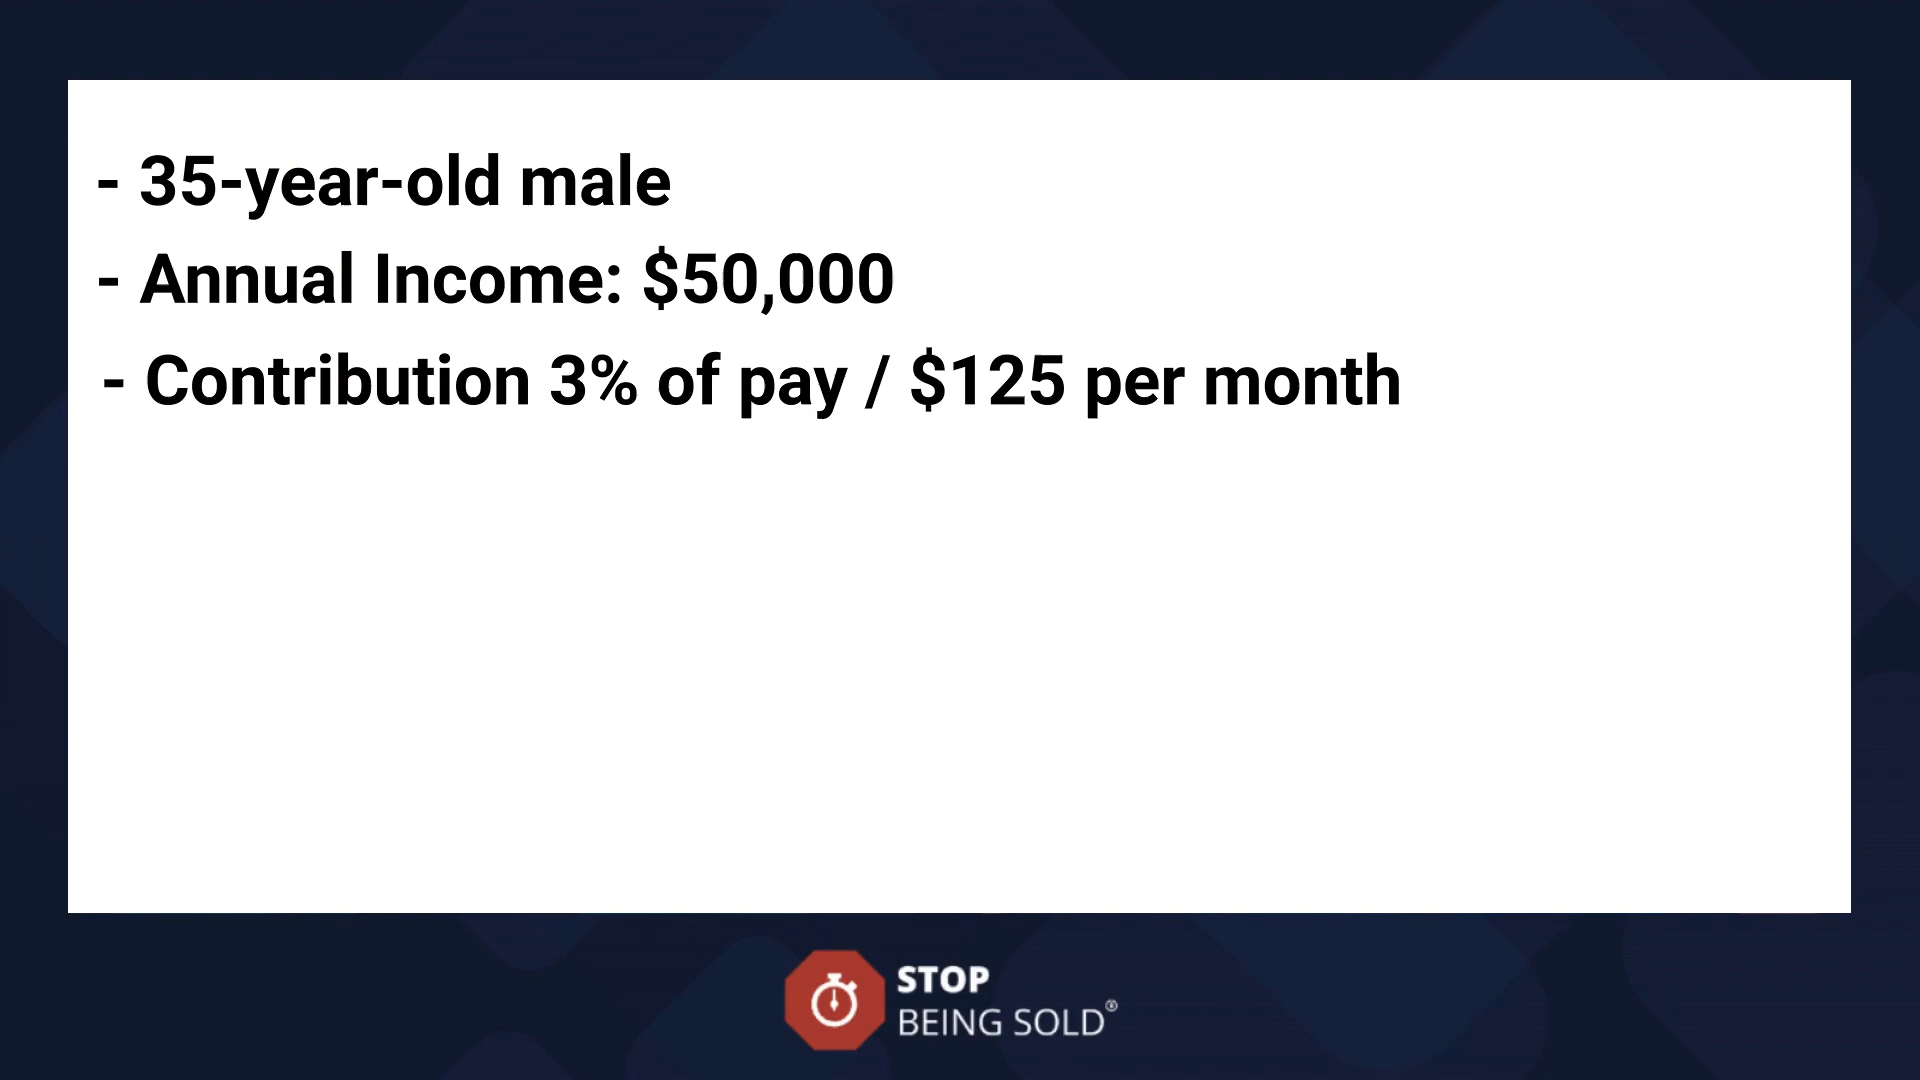 - 35-year-old male
- Annual Income: $50,000
- Contribution 3% of pay / $125 per month
STOP
BEING SOLD®